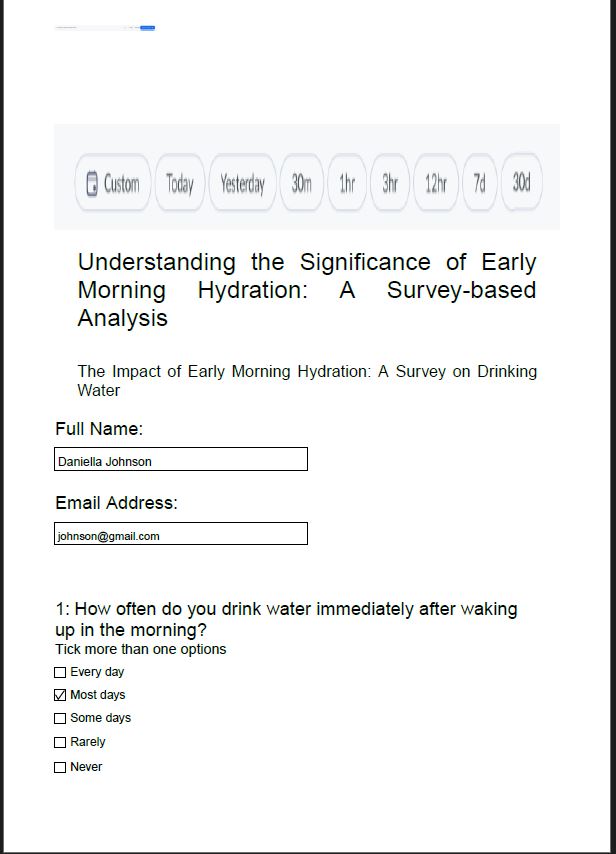 Custom Today Yesterday 30m 1hr 3hr 12hr 7d 30d
Understanding the Significance of Early
Morning Hydration: A Survey-based
Analysis
The Impact of Early Morning Hydration: A Survey on Drinking
Water
Full Name:
Daniella Johnson
Email Address:
johnson@gmail.com
1: How often do you drink water immediately after waking
up in the morning?
Tick more than one options
Every day
Most days
Some days
Rarely
Never